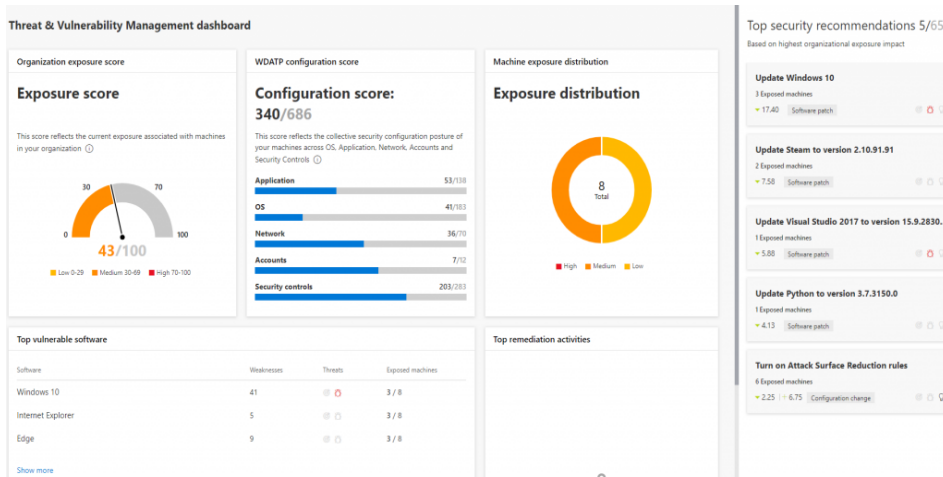 Threat & Vulnerability Management dashboard
Organization exposure score
Exposure score
This score reflects the current exposure associated with machines
in your organization
30
70
0
100
43/100
Low 0-29
Medium 30-69
High 70-100
WDATP configuration score
Configuration score:
340/686
This score reflects the collective security configuration posture of
your machines across OS, Application, Network, Accounts and
Security Controls
Application 53/138
OS 41/183
Network 36/70
Accounts 7/12
Security controls 203/283
Machine exposure distribution
Exposure distribution
8
Total
High
Medium
Low
Top vulnerable software
Software Weaknesses Threats Exposed machines
Windows 10 41 3 / 8
Internet Explorer 5 3 / 8
Edge 9 3 / 8
Show more
Top remediation activities
Top security recommendations 5/65
Based on highest organizational exposure impact
Update Windows 10
3 Exposed machines
17.40 Software patch
Update Steam to version 2.10.91.91
2 Exposed machines
7.58 Software patch
Update Visual Studio 2017 to version 15.9.2830.
1 Exposed machines
5.88 Software patch
Update Python to version 3.7.3150.0
1 Exposed machines
4.13 Software patch
Turn on Attack Surface Reduction rules
6 Exposed machines
2.25 | + 6.75 Configuration change